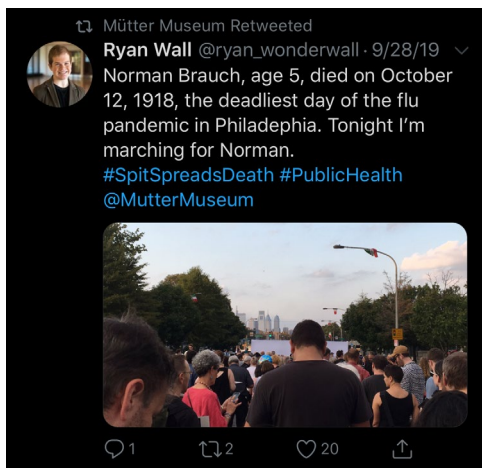 Mütter Museum Retweeted
Ryan Wall @ryan_wonderwall · 9/28/19
Norman Brauch, age 5, died on October
12, 1918, the deadliest day of the flu
pandemic in Philadephia. Tonight I'm
marching for Norman.
#SpitSpreadsDeath #PublicHealth
@MutterMuseum
1 2 20